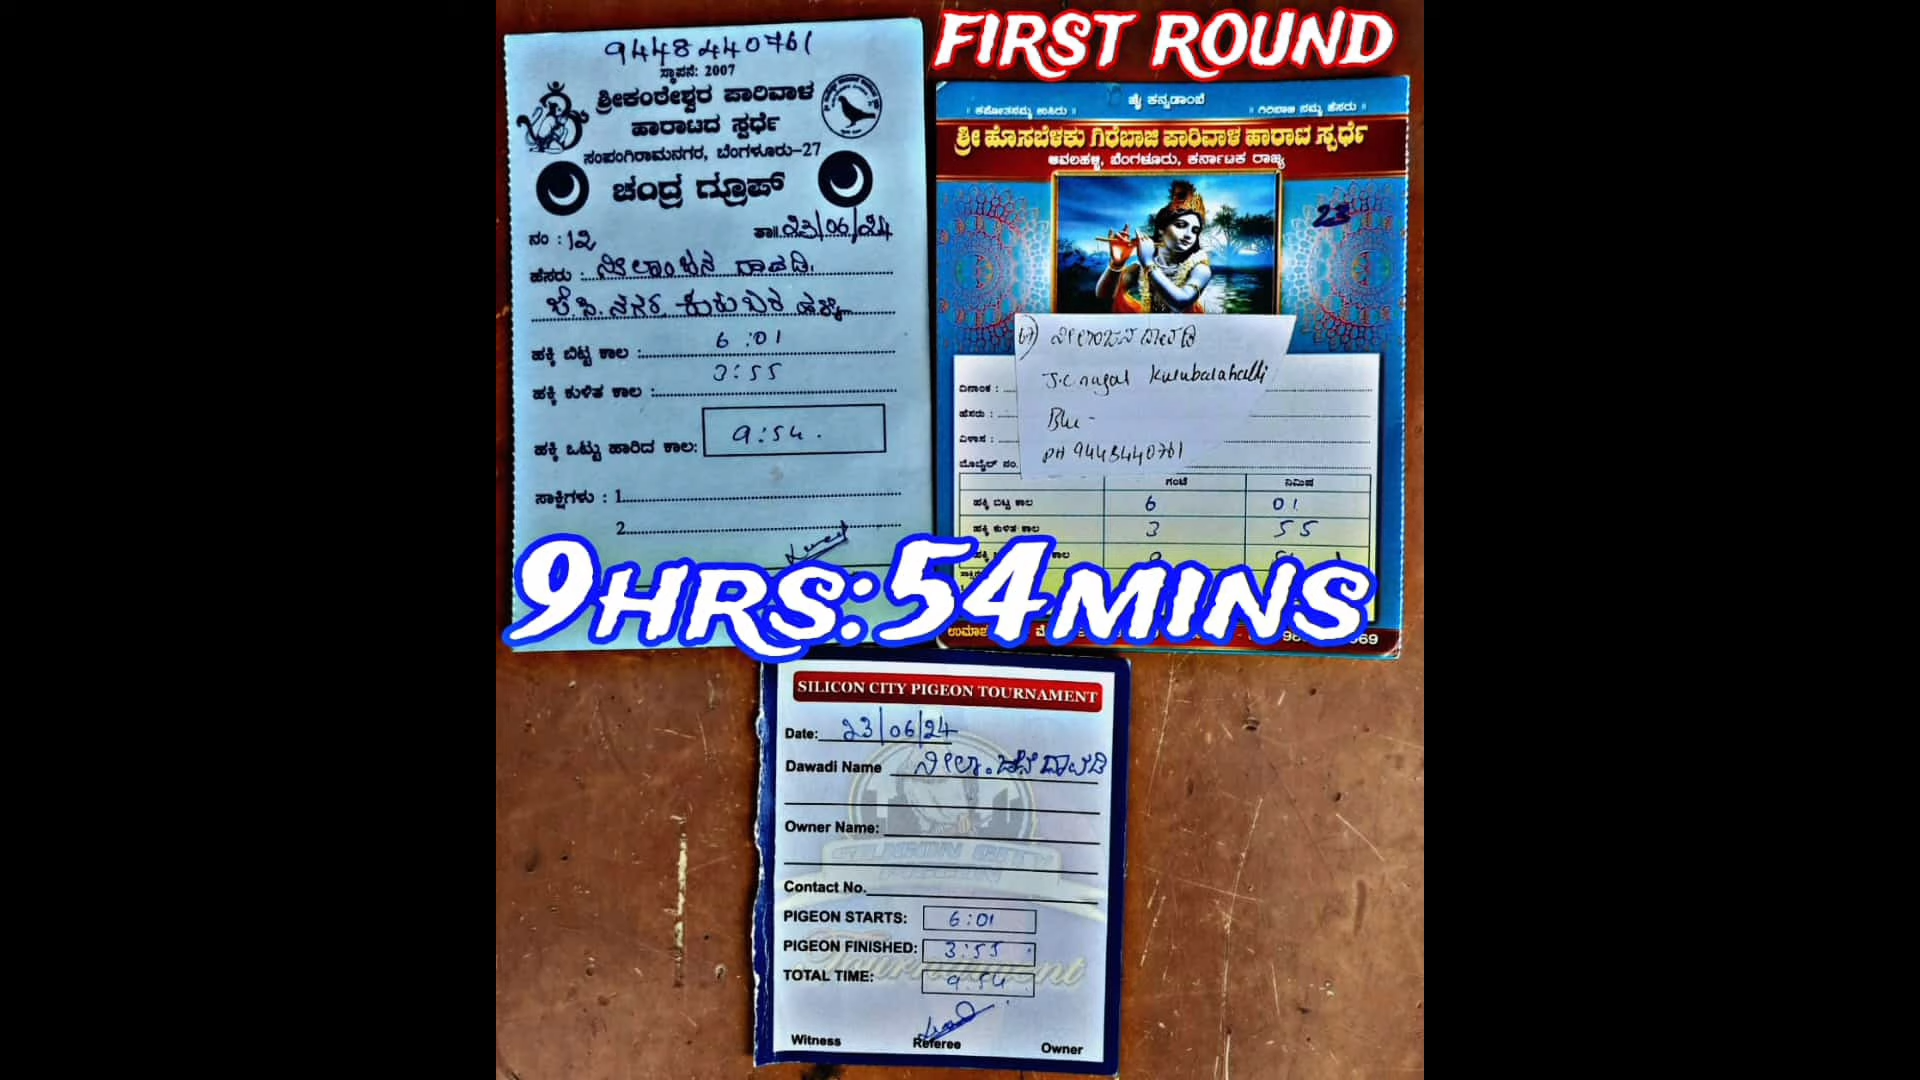 FIRST ROUND
9448440761
ಸ್ಥಾಪನೆ: 2007
ಶ್ರೀಕಂಠೇಶ್ವರ ಪಾರಿವಾಳ
ಹಾರಾಟದ ಸ್ಪರ್ಧೆ
ಸಂಪಂಗಿರಾಮನಗರ, ಬೆಂಗಳೂರು-27
ಚಂದ್ರ ಗ್ರೂಪ್
ನಂ : 12 ತಾ॥ 23/06/24
ಹೆಸರು :
ಜೆ.ಸಿ.ನಗರ
ಹಕ್ಕಿ ಬಿಟ್ಟ ಕಾಲ : 6:01
ಹಕ್ಕಿ ಕುಳಿತ ಕಾಲ : 3:55
ಹಕ್ಕಿ ಒಟ್ಟು ಹಾರಿದ ಕಾಲ: 9:54.
ಸಾಕ್ಷಿಗಳು : 1
2
ಜೈ ಕನ್ನಡಾಂಬೆ
ಶ್ರೀ ಹೊಸಬೆಳಕು ಗಿರೆಬಾಜಿ ಪಾರಿವಾಳ ಹಾರಾಟ ಸ್ಪರ್ಧೆ
ಆವಲಹಳ್ಳಿ, ಬೆಂಗಳೂರು, ಕರ್ನಾಟಕ ರಾಜ್ಯ
23
J.C nagar Kurubarahalli
PH 9448440761
ದಿನಾಂಕ :
ಹೆಸರು :
ವಿಳಾಸ :
ಮೊಬೈಲ್ ನಂ.
ಗಂಟೆ ನಿಮಿಷ
ಹಕ್ಕಿ ಬಿಟ್ಟ ಕಾಲ 6 01
ಹಕ್ಕಿ ಕುಳಿತ ಕಾಲ 3 55
9HRS:54MINS
SILICON CITY PIGEON TOURNAMENT
Date: 23/06/24
Dawadi Name
Owner Name:
Contact No.
PIGEON STARTS: 6:01
PIGEON FINISHED: 3:55
TOTAL TIME: 9:54
Witness Referee Owner